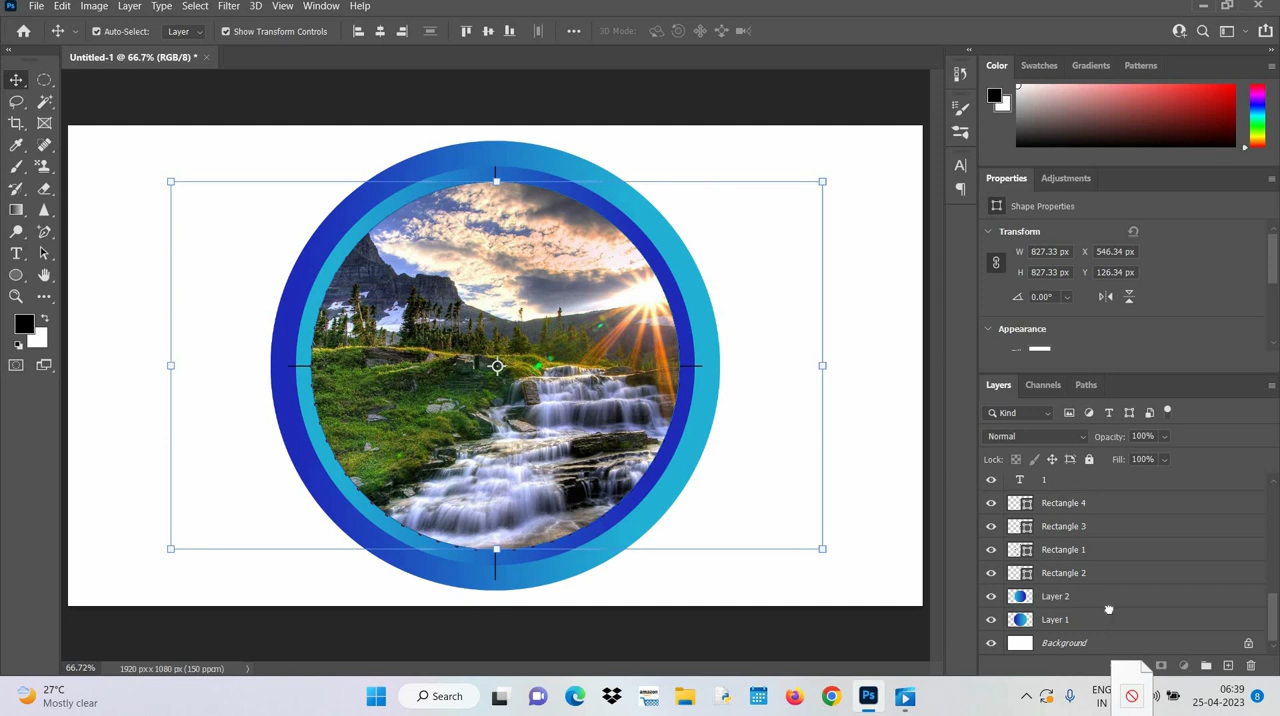 Ps File Edit Image Layer Type Select Filter 3D View Window Help
Auto-Select: Layer Show Transform Controls 3D Mode:
Untitled-1 @ 66.7% (RGB/8) *
Color Swatches Gradients Patterns
Properties Adjustments
Shape Properties
Transform
W 827.33 px X 546.34 px
H 827.33 px Y 126.34 px
0.00°
Appearance
Layers Channels Paths
Kind
Normal Opacity: 100%
Lock: Fill: 100%
T 1
Rectangle 4
Rectangle 3
Rectangle 1
Rectangle 2
Layer 2
Layer 1
Background
66.72% 1920 px x 1080 px (150 ppcm)
27°C
Mostly clear
Search
amazon
Ps
ENG
IN
06:39
25-04-2023
8